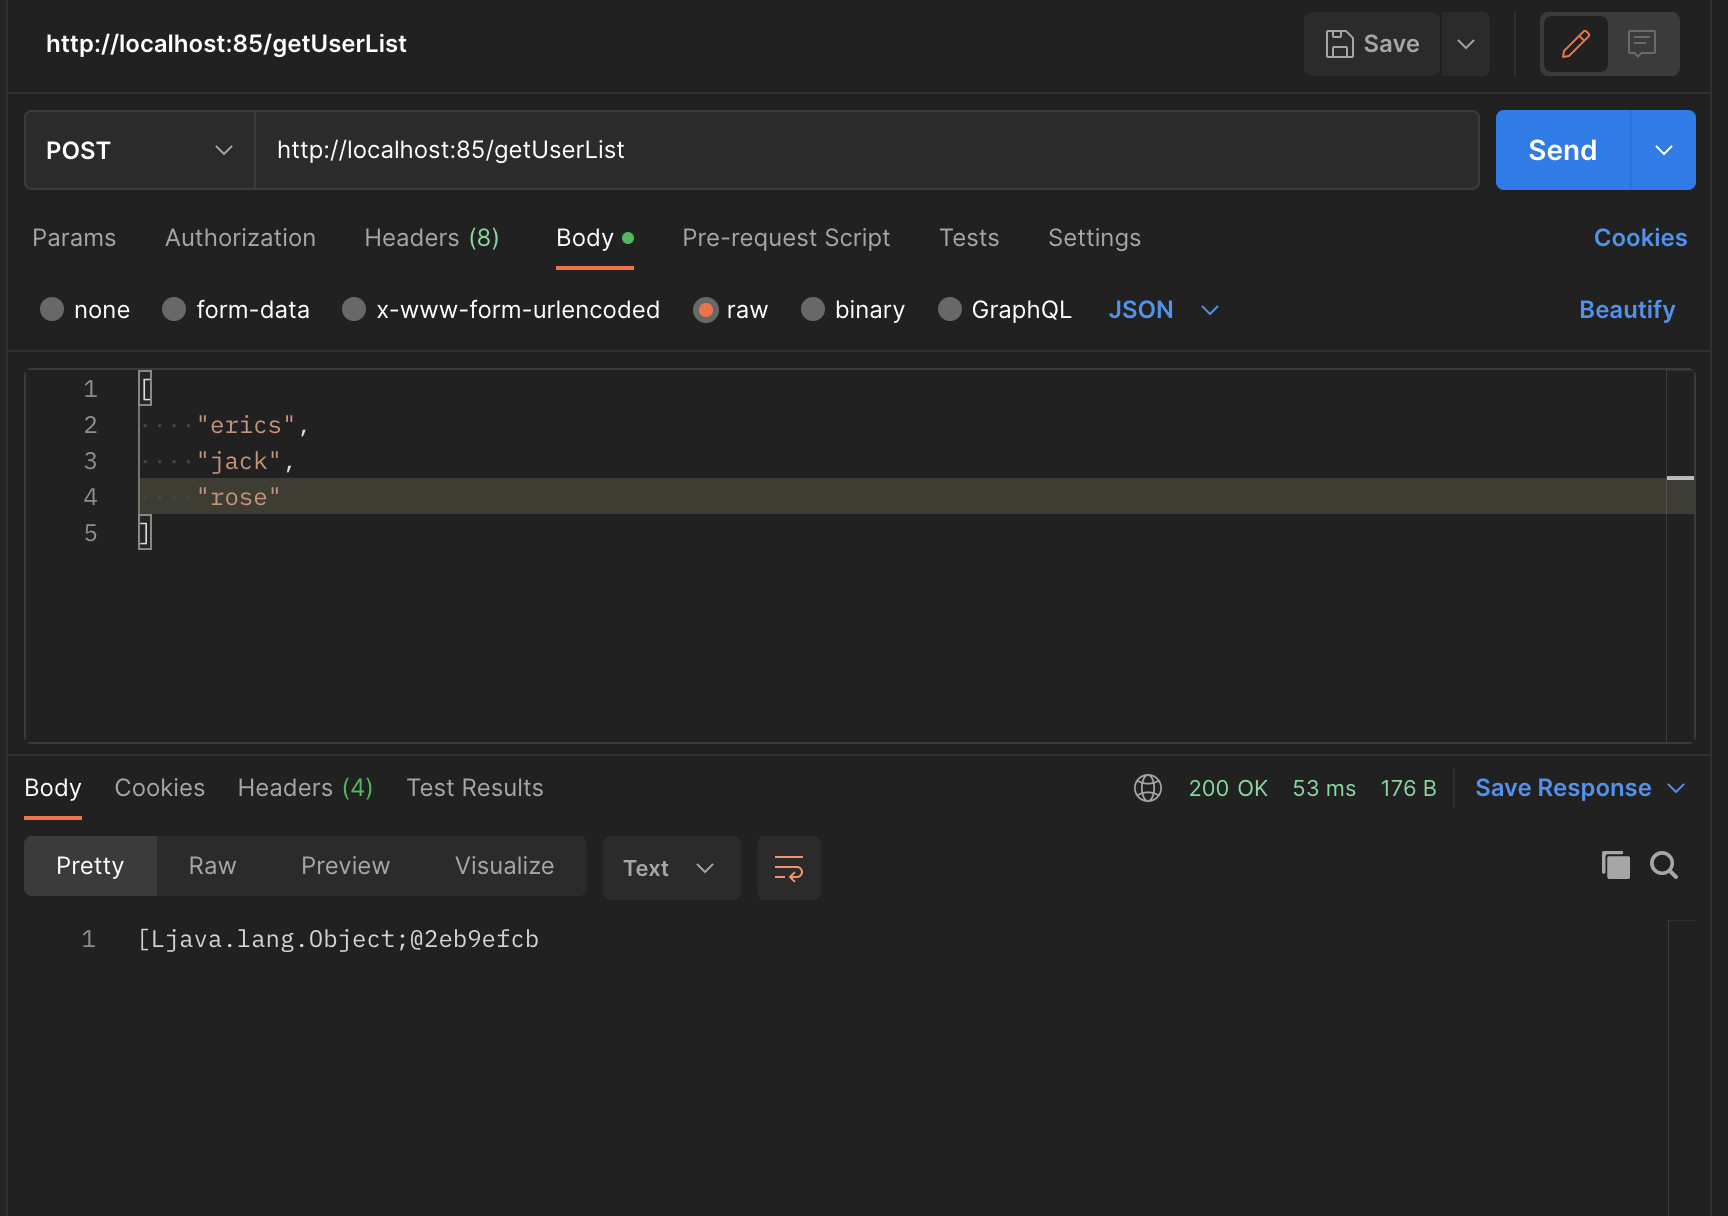 http://localhost:85/getUserList
Save
POST
http://localhost:85/getUserList
Send
Params Authorization Headers (8) Body Pre-request Script Tests Settings Cookies
none form-data x-www-form-urlencoded raw binary GraphQL JSON Beautify
1 [
2 "erics",
3 "jack",
4 "rose"
5 ]
Body Cookies Headers (4) Test Results 200 OK 53 ms 176 B Save Response
Pretty Raw Preview Visualize Text
1 [Ljava.lang.Object;@2eb9efcb